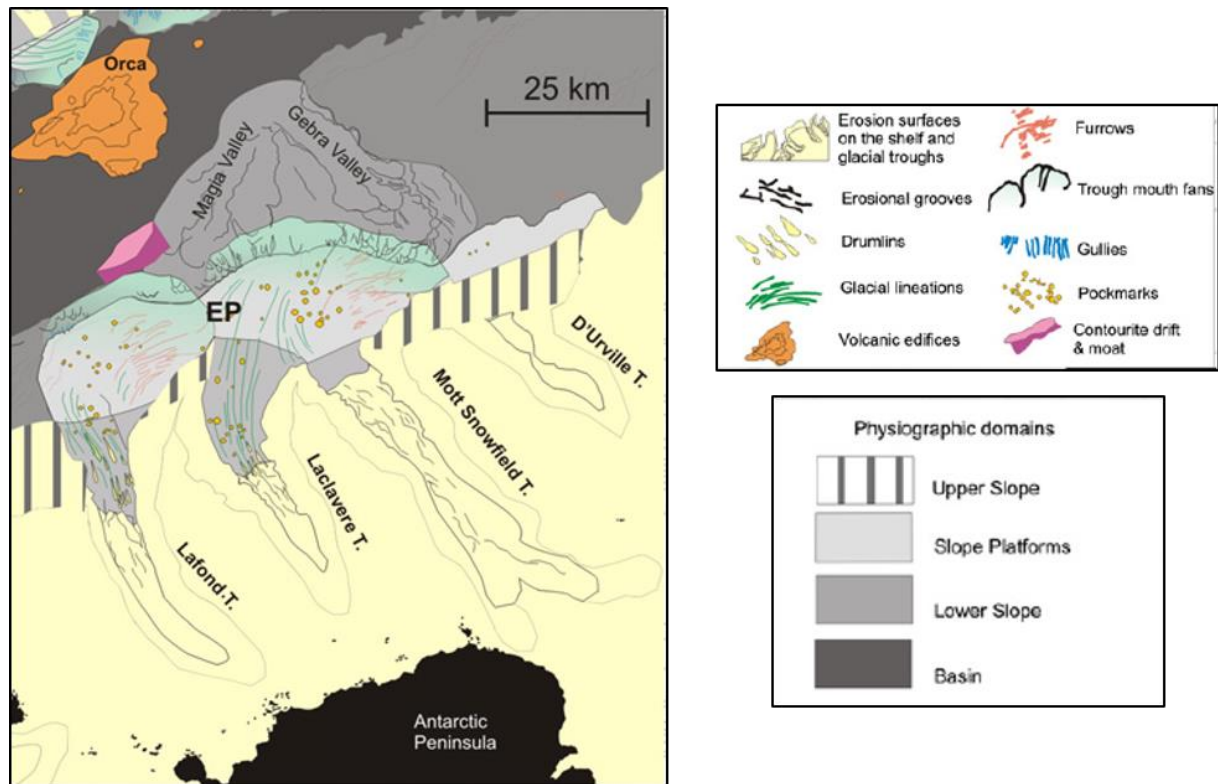 Orca
25 km
Magia Valley
Gebra Valley
EP
D'Urville T.
Mott Snowfield T.
Laclavere T.
Lafond T.
Antarctic
Peninsula
Erosion surfaces
on the shelf and
glacial troughs
Erosional grooves
Drumlins
Glacial lineations
Volcanic edifices
Furrows
Trough mouth fans
Gullies
Pockmarks
Contourite drift
& moat
Physiographic domains
Upper Slope
Slope Platforms
Lower Slope
Basin